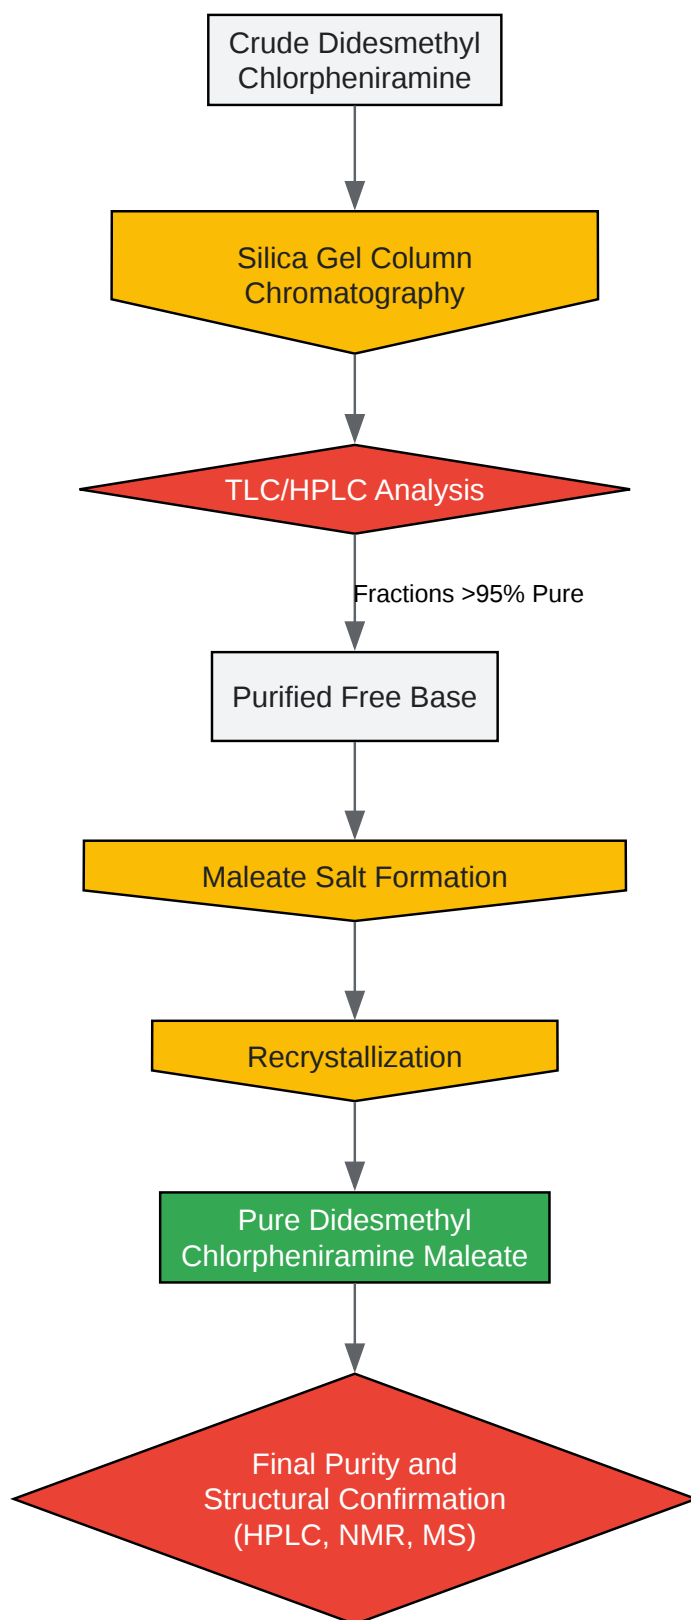 Crude Didesmethyl
Chlorpheniramine
Silica Gel Column
Chromatography
TLC/HPLC Analysis
Fractions >95% Pure
Purified Free Base
Maleate Salt Formation
Recrystallization
Pure Didesmethyl
Chlorpheniramine Maleate
Final Purity and
Structural Confirmation
(HPLC, NMR, MS)